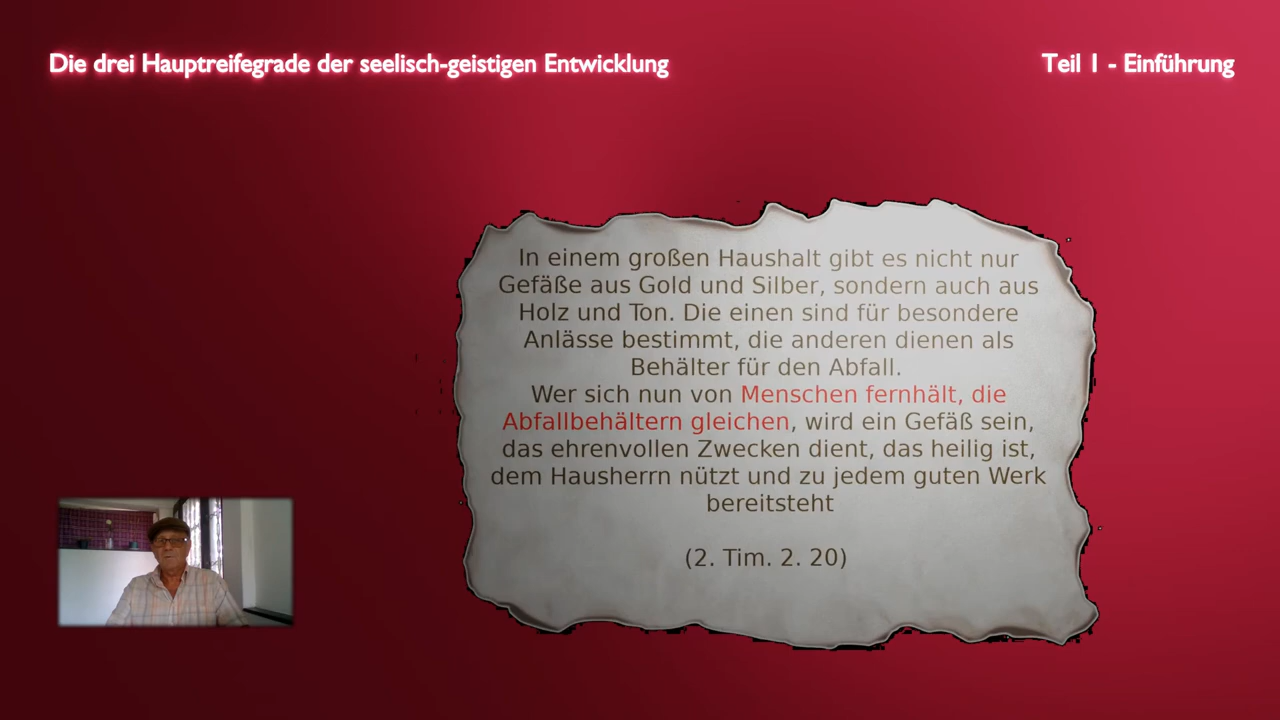 Die drei Hauptreifegrade der seelisch-geistigen Entwicklung
Teil 1 - Einführung
In einem großen Haushalt gibt es nicht nur
Gefäße aus Gold und Silber, sondern auch aus
Holz und Ton. Die einen sind für besondere
Anlässe bestimmt, die anderen dienen als
Behälter für den Abfall.
Wer sich nun von Menschen fernhält, die
Abfallbehältern gleichen, wird ein Gefäß sein,
das ehrenvollen Zwecken dient, das heilig ist,
dem Hausherrn nützt und zu jedem guten Werk
bereitsteht
(2. Tim. 2. 20)